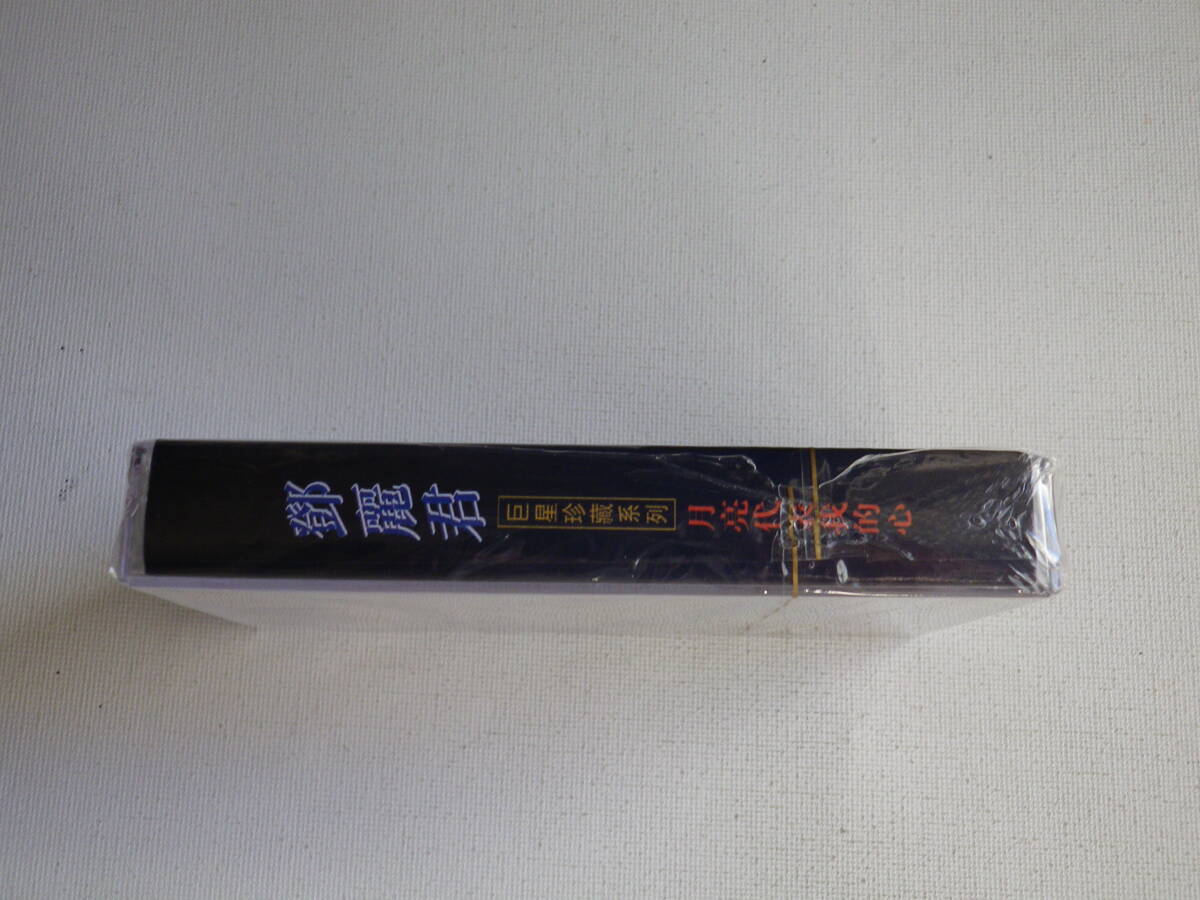 鄧麗君
巨星珍藏系列
月亮代表我的心